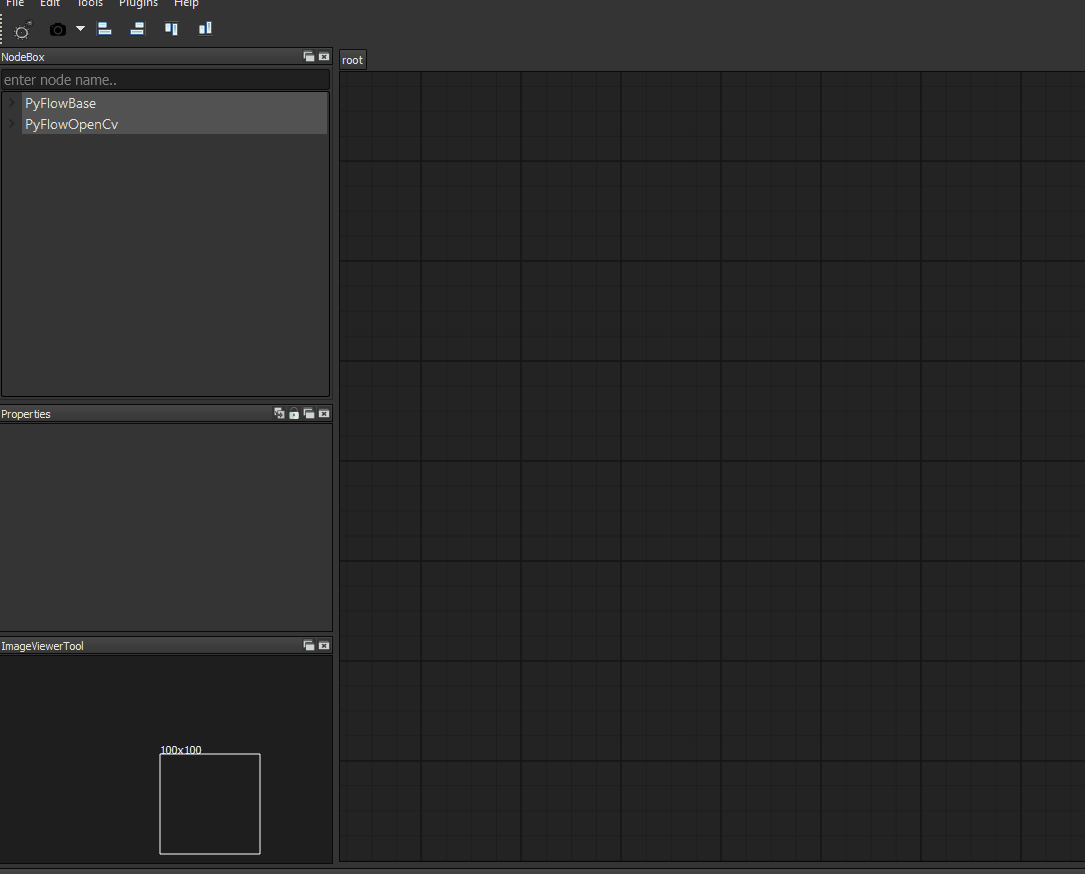 File Edit Tools Plugins Help
NodeBox
root
enter node name..
PyFlowBase
PyFlowOpenCv
Properties
ImageViewerTool
100x100